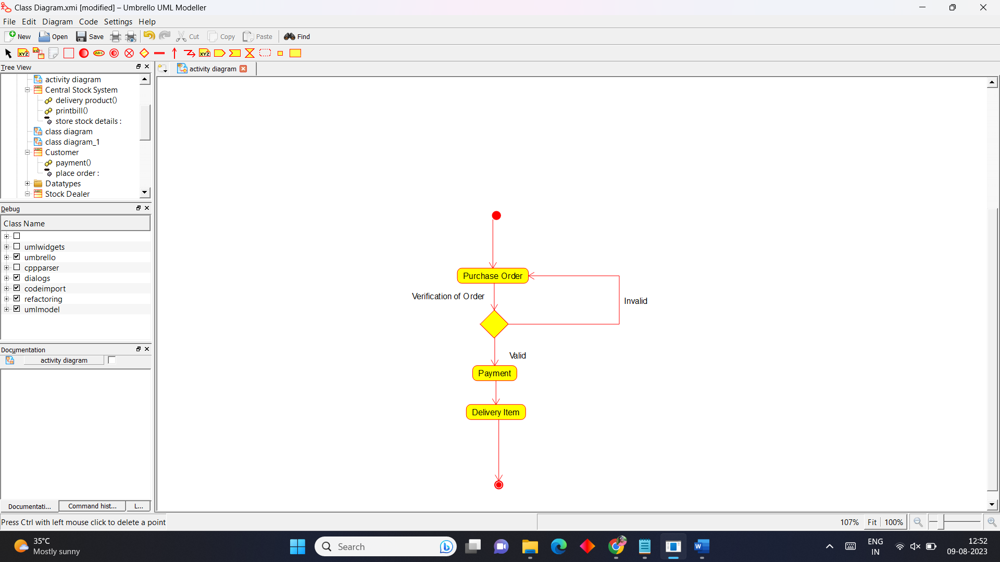 Class Diagram.xmi [modified] – Umbrello UML Modeller
File Edit Diagram Code Settings Help
New Open Save Cut Copy Paste Find
XYZ XYZ ABC XYZ
Tree View
activity diagram
activity diagram
Central Stock System
delivery product()
printbill()
store stock details :
class diagram
class diagram_1
Customer
payment()
place order :
Datatypes
Stock Dealer
Debug
Class Name
umlwidgets
umbrello
cppparser
dialogs
codeimport
refactoring
umlmodel
Documentation
activity diagram
Documentati... Command hist... L...
Purchase Order
Verification of Order
Invalid
Valid
Payment
Delivery Item
Press Ctrl with left mouse click to delete a point
107% Fit 100%
35°C
Mostly sunny
Search
W
ENG
IN
12:52
09-08-2023